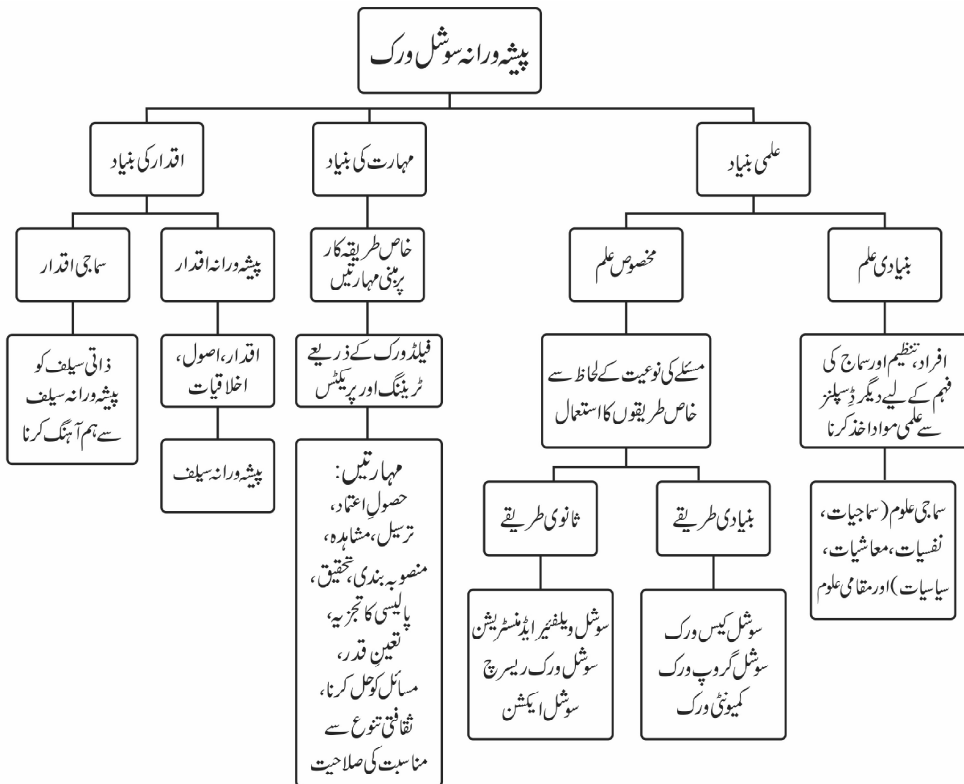 پیشہ ورانہ سوشل ورک
علمی بنیاد
مہارت کی بنیاد
اقدار کی بنیاد
بنیادی علم
مخصوص علم
خاص طریقہ کار
پر مبنی مہارتیں
پیشہ ورانہ اقدار
سماجی اقدار
افراد، تنظیم اور سماج کی
فہم کے لیے دیگر ڈِسپلنز
سے علمی مواد اخذ کرنا
مسئلے کی نوعیت کے لحاظ سے
خاص طریقوں کا استعمال
فیلڈ ورک کے ذریعے
ٹریننگ اور پریکٹس
اقدار، اصول،
اخلاقیات
ذاتی سیلف کو
پیشہ ورانہ سیلف
سے ہم آہنگ کرنا
سماجی علوم (سماجیات،
نفسیات، معاشیات،
سیاسیات) اور مقامی علوم
بنیادی طریقے
ثانوی طریقے
مہارتیں:
حصولِ اعتماد،
ترسیل، مشاہدہ،
منصوبہ بندی، تحقیق،
پالیسی کا تجزیہ،
تعینِ قدر،
مسائل کو حل کرنا،
ثقافتی تنوع سے
مناسبت کی صلاحیت
پیشہ ورانہ سیلف
سوشل کیس ورک
سوشل گروپ ورک
کمیونٹی ورک
سوشل ویلفئیر ایڈمنسٹریشن
سوشل ورک ریسرچ
سوشل ایکشن